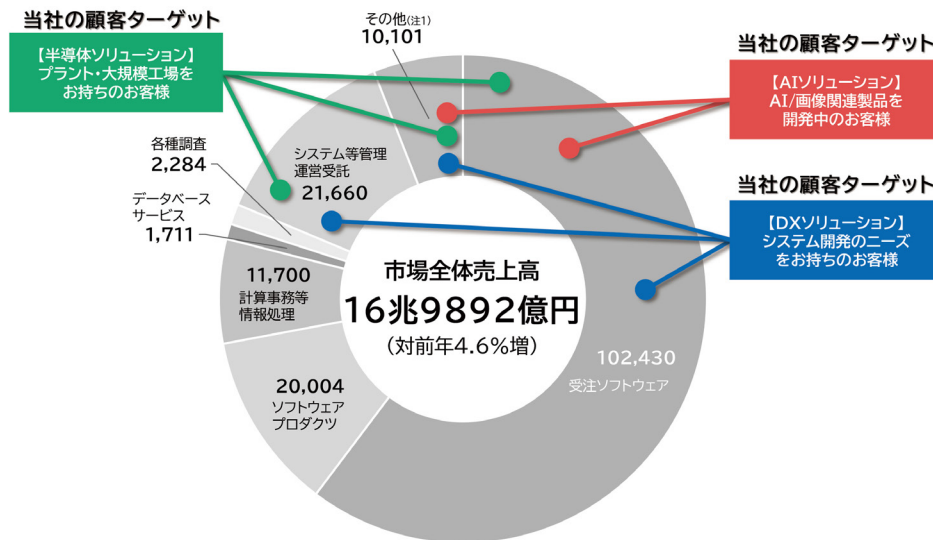 当社の顧客ターゲット
【半導体ソリューション】
プラント・大規模工場を
お持ちのお客様
その他(注1)
10,101
当社の顧客ターゲット
【AIソリューション】
AI/画像関連製品を
開発中のお客様
各種調査
2,284
システム等管理
運営受託
21,660
データベース
サービス
1,711
当社の顧客ターゲット
【DXソリューション】
システム開発のニーズ
をお持ちのお客様
11,700
計算事務等
情報処理
市場全体売上高
16兆9892億円
(対前年4.6%増)
102,430
受注ソフトウェア
20,004
ソフトウェア
プロダクツ